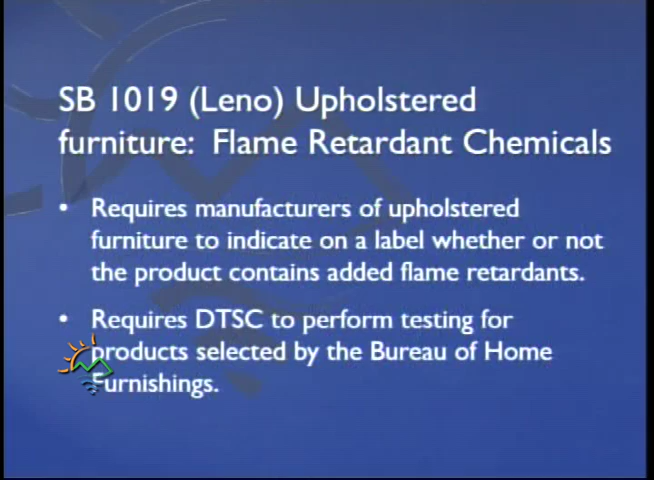 SB 1019 (Leno) Upholstered
furniture: Flame Retardant Chemicals
• Requires manufacturers of upholstered
furniture to indicate on a label whether or not
the product contains added flame retardants.
• Requires DTSC to perform testing for
products selected by the Bureau of Home
Furnishings.